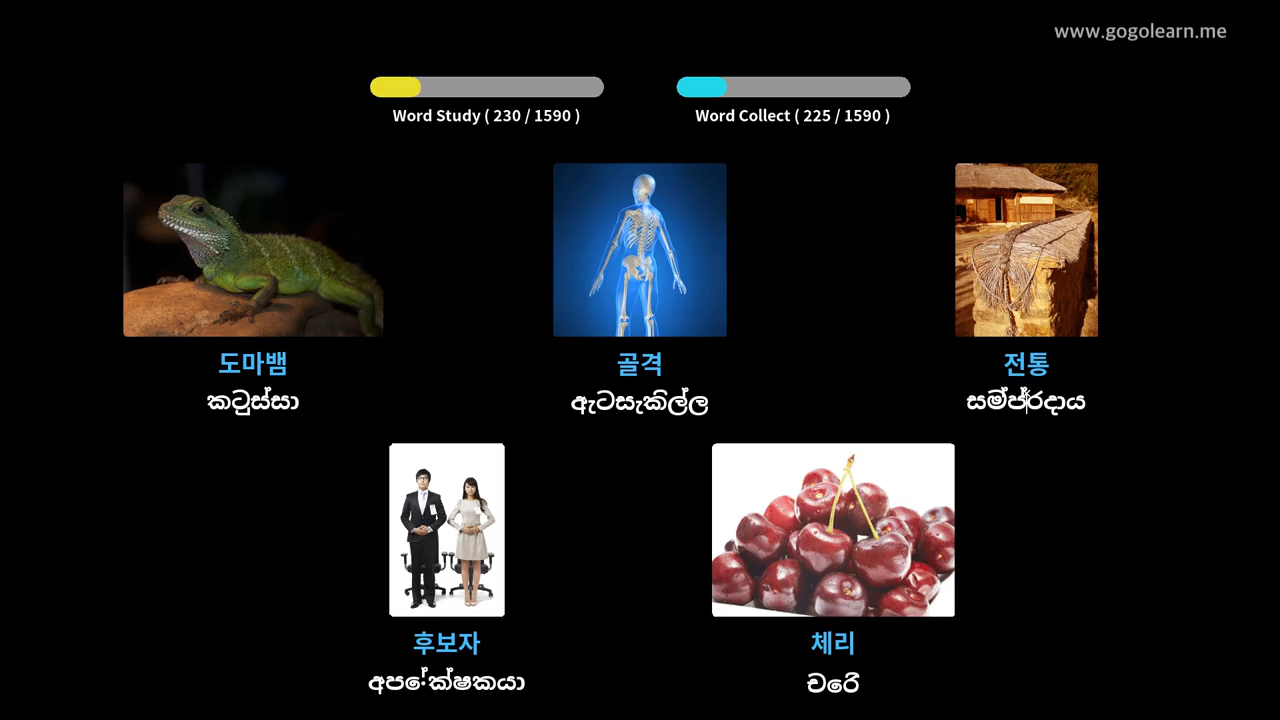 www.gogolearn.me
Word Study ( 230 / 1590 )
Word Collect ( 225 / 1590 )
도마뱀
කටුස්සා
골격
ඇටසැකිල්ල
전통
සම්ප්‍රදාය
후보자
අපේක්ෂකයා
체리
චෙරි